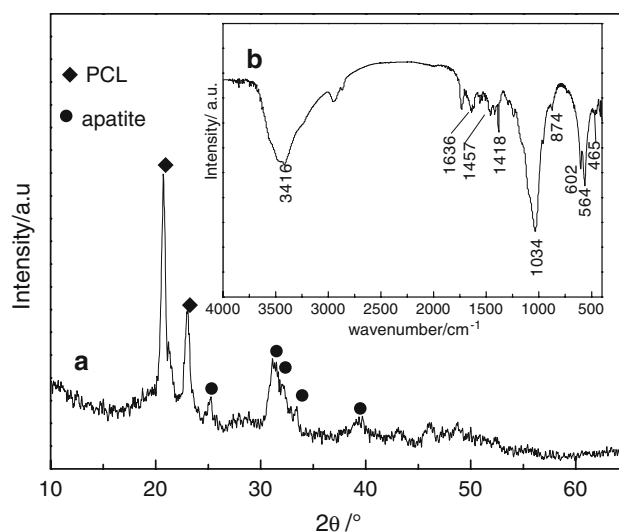 b
◆ PCL
● apatite
Intensity/ a.u.
3416
1636
1457
1418
1034
874
602
564
465
4000 3500 3000 2500 2000 1500 1000 500
wavenumber/cm⁻¹
Intensity/a.u
a
10 20 30 40 50 60
2θ /°